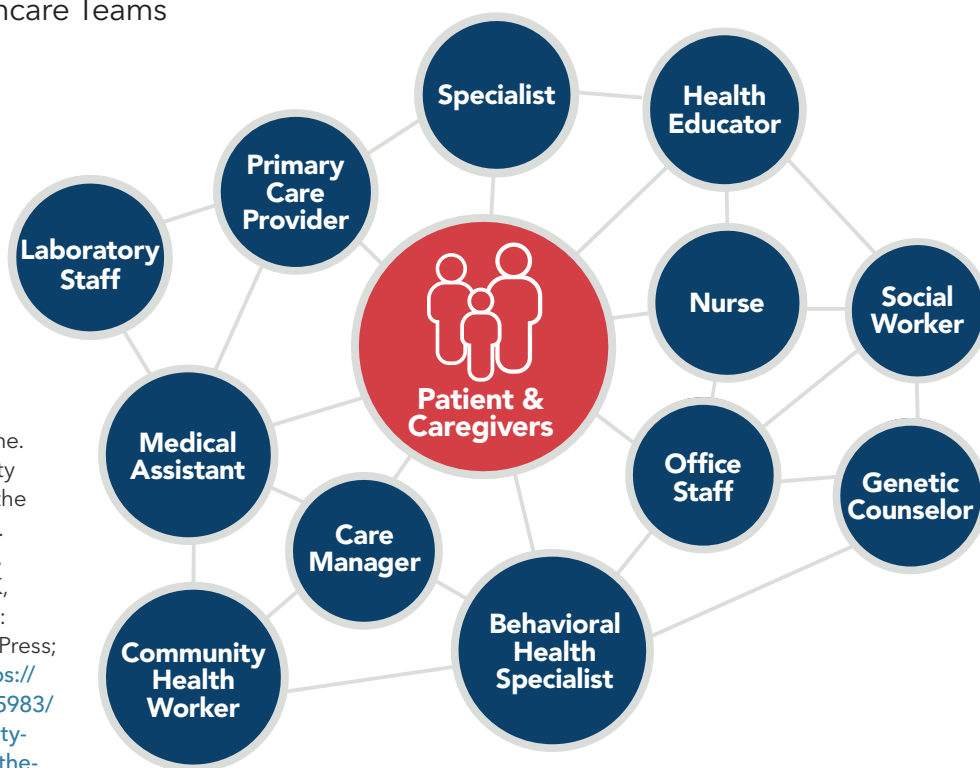 ncare Teams
Specialist
Health
Educator
Primary
Care
Provider
Laboratory
Staff
Nurse
Social
Worker
Patient &
Caregivers
Medical
Assistant
Office
Staff
Genetic
Counselor
Care
Manager
Behavioral
Health
Specialist
Community
Health
Worker
ne.
ty
the
.
,
:
Press;
os://
5983/
ty-
the-